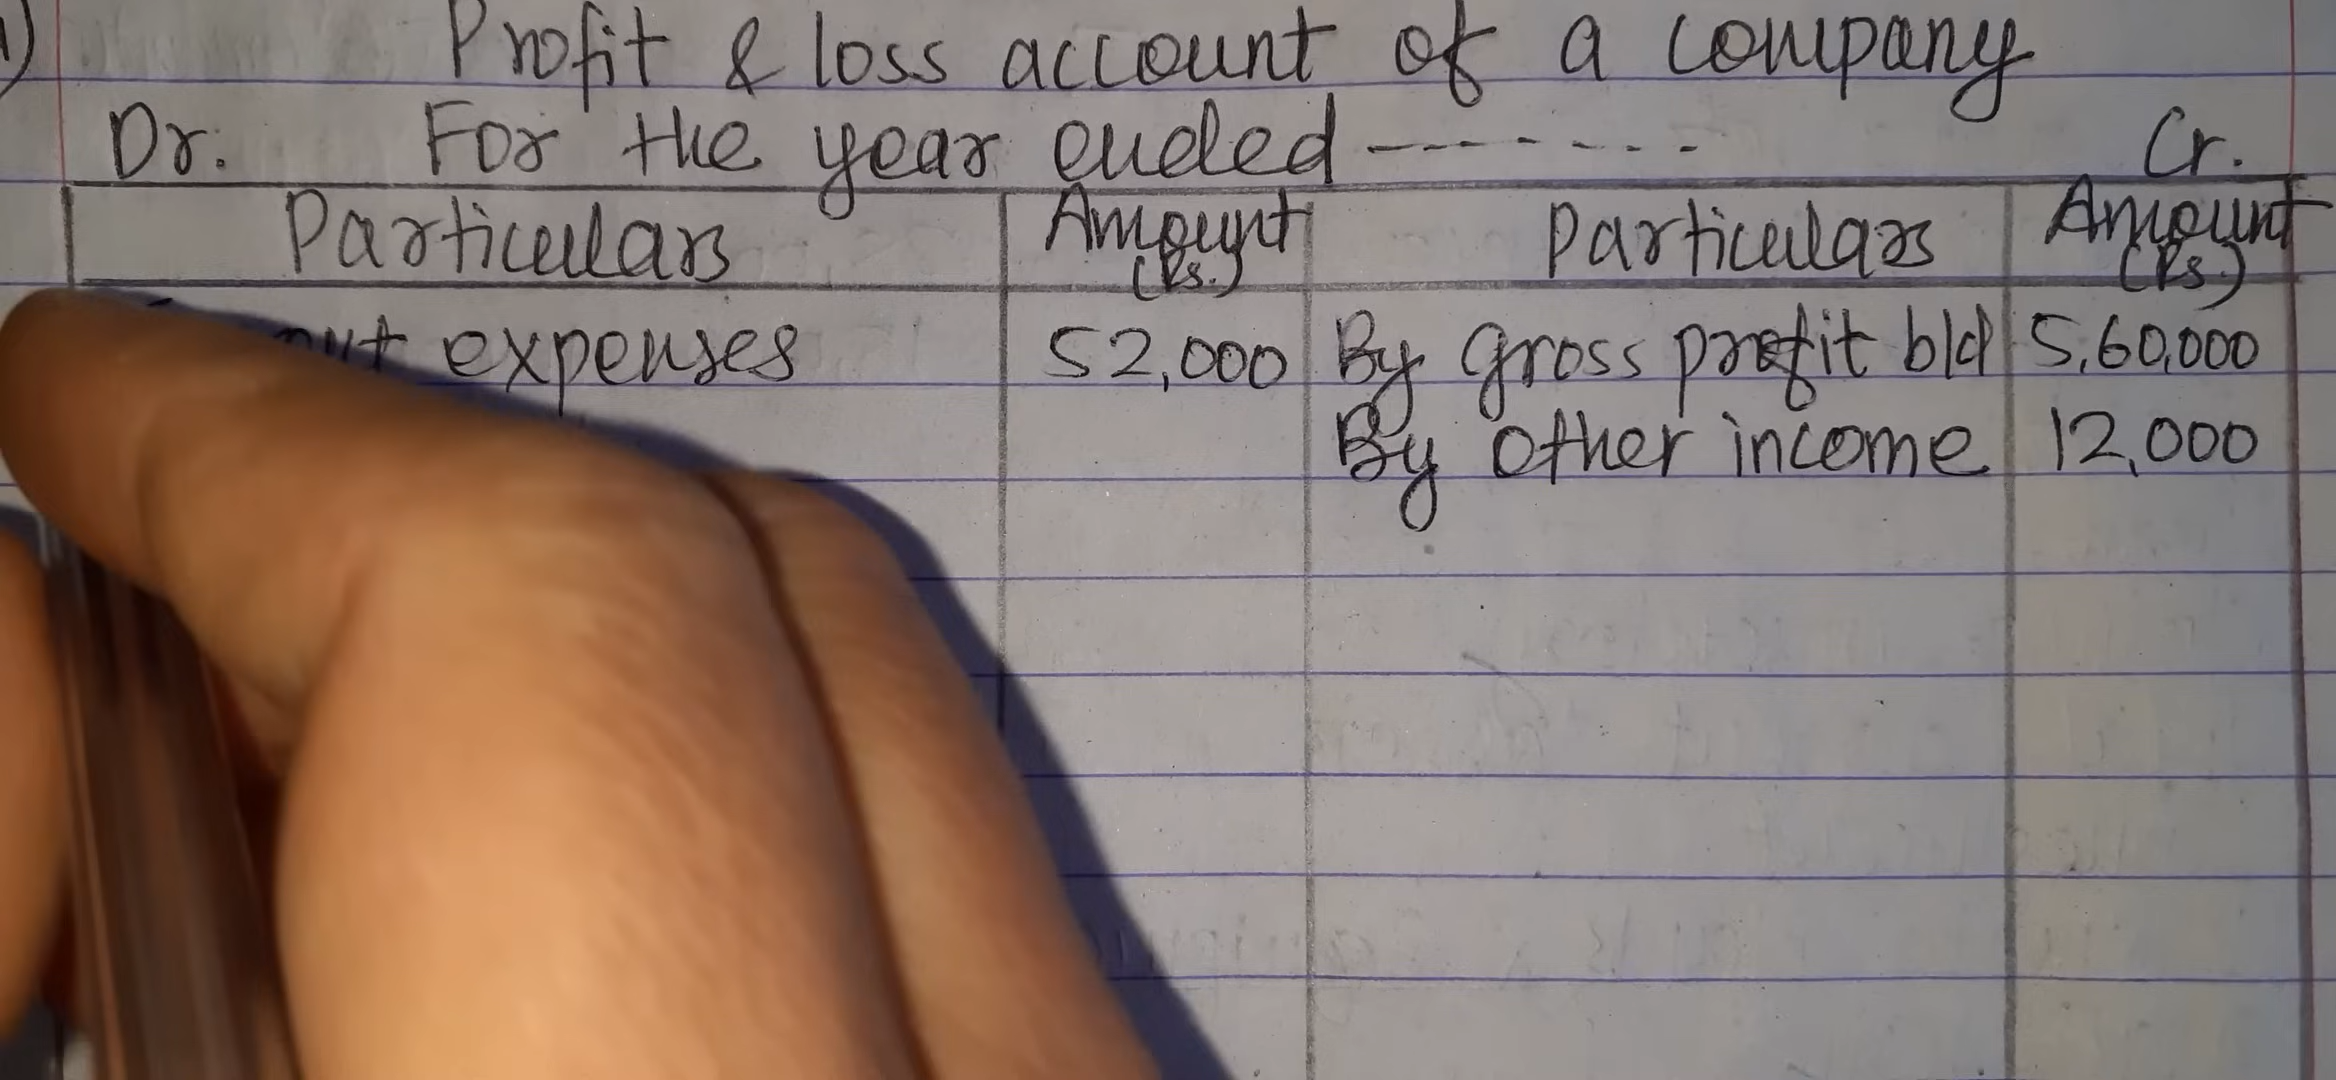 1)
Profit & loss account of a company
Dr. For the year ended ------- Cr.
Particulars Amount (Rs.) Particulars Amount (Rs.)
expenses 52,000 By gross profit b/d 5,60,000
By other income 12,000